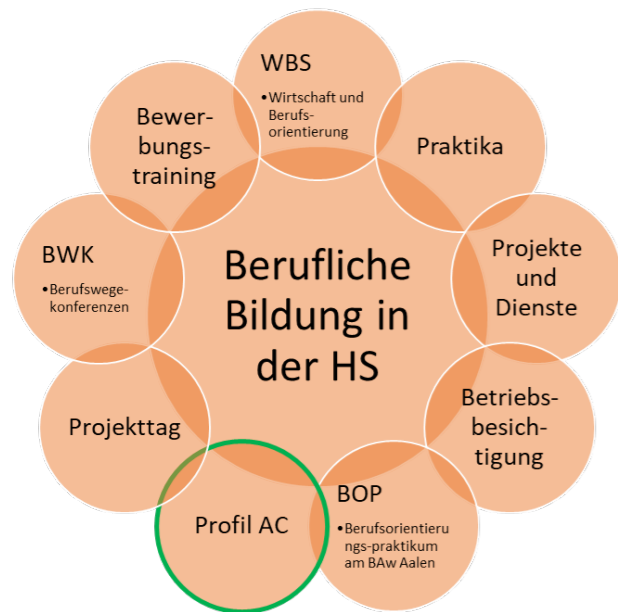 WBS
•Wirtschaft und
Berufs-
orientierung
Praktika
Projekte
und
Dienste
Betriebs-
besich-
tigung
BOP
•Berufsorientieru
ngs-praktikum
am BAw Aalen
Profil AC
Projekttag
BWK
•Berufswege-
konferenzen
Bewer-
bungs-
training
Berufliche
Bildung in
der HS